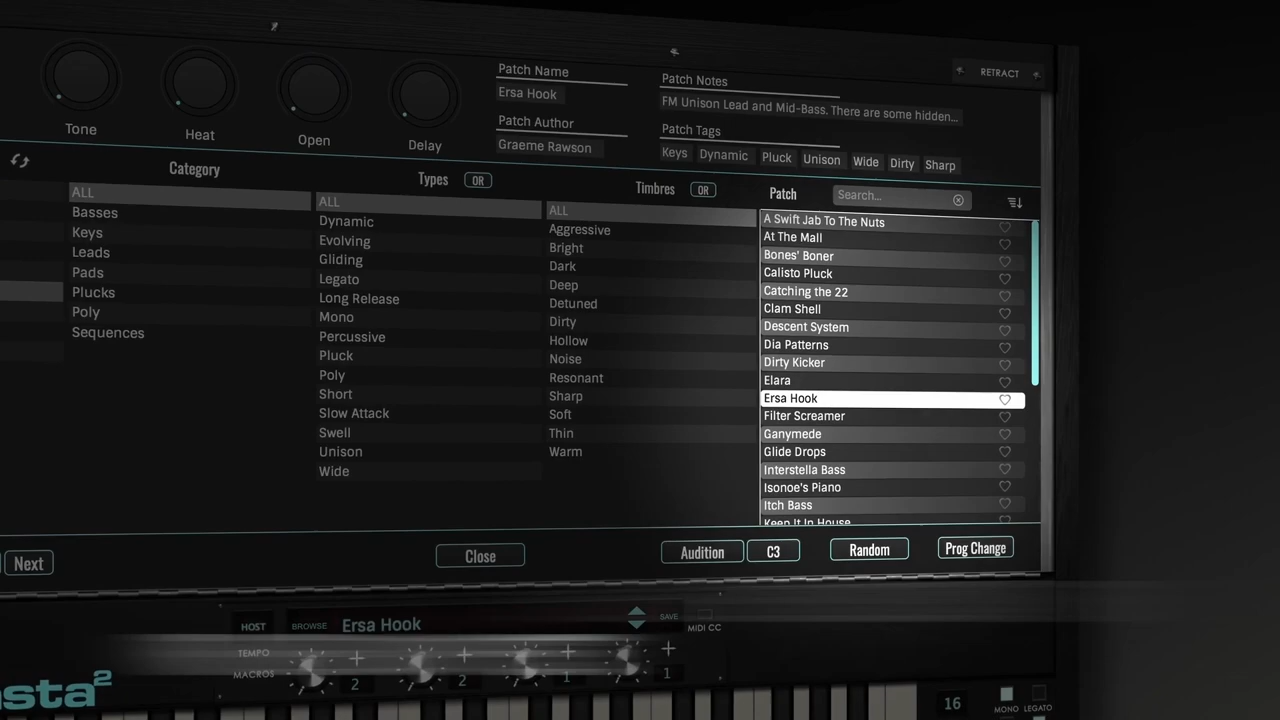 RETRACT
Tone
Heat
Open
Delay
Patch Name
Ersa Hook
Patch Author
Graeme Rawson
Patch Notes
FM Unison Lead and Mid-Bass. There are some hidden...
Patch Tags
Keys Dynamic Pluck Unison Wide Dirty Sharp
Category
ALL
Basses
Keys
Leads
Pads
Plucks
Poly
Sequences
Types OR
ALL
Dynamic
Evolving
Gliding
Legato
Long Release
Mono
Percussive
Pluck
Poly
Short
Slow Attack
Swell
Unison
Wide
Timbres OR
ALL
Aggressive
Bright
Dark
Deep
Detuned
Dirty
Hollow
Noise
Resonant
Sharp
Soft
Thin
Warm
Patch Search...
A Swift Jab To The Nuts
At The Mall
Bones' Boner
Calisto Pluck
Catching the 22
Clam Shell
Descent System
Dia Patterns
Dirty Kicker
Elara
Ersa Hook
Filter Screamer
Ganymede
Glide Drops
Interstella Bass
Isonoe's Piano
Itch Bass
Keep It In House
Next Close Audition C3 Random Prog Change
HOST BROWSE Ersa Hook SAVE MIDI CC
TEMPO
MACROS + 2 + 2 + 1 + 1
sta²
16 MONO LEGATO